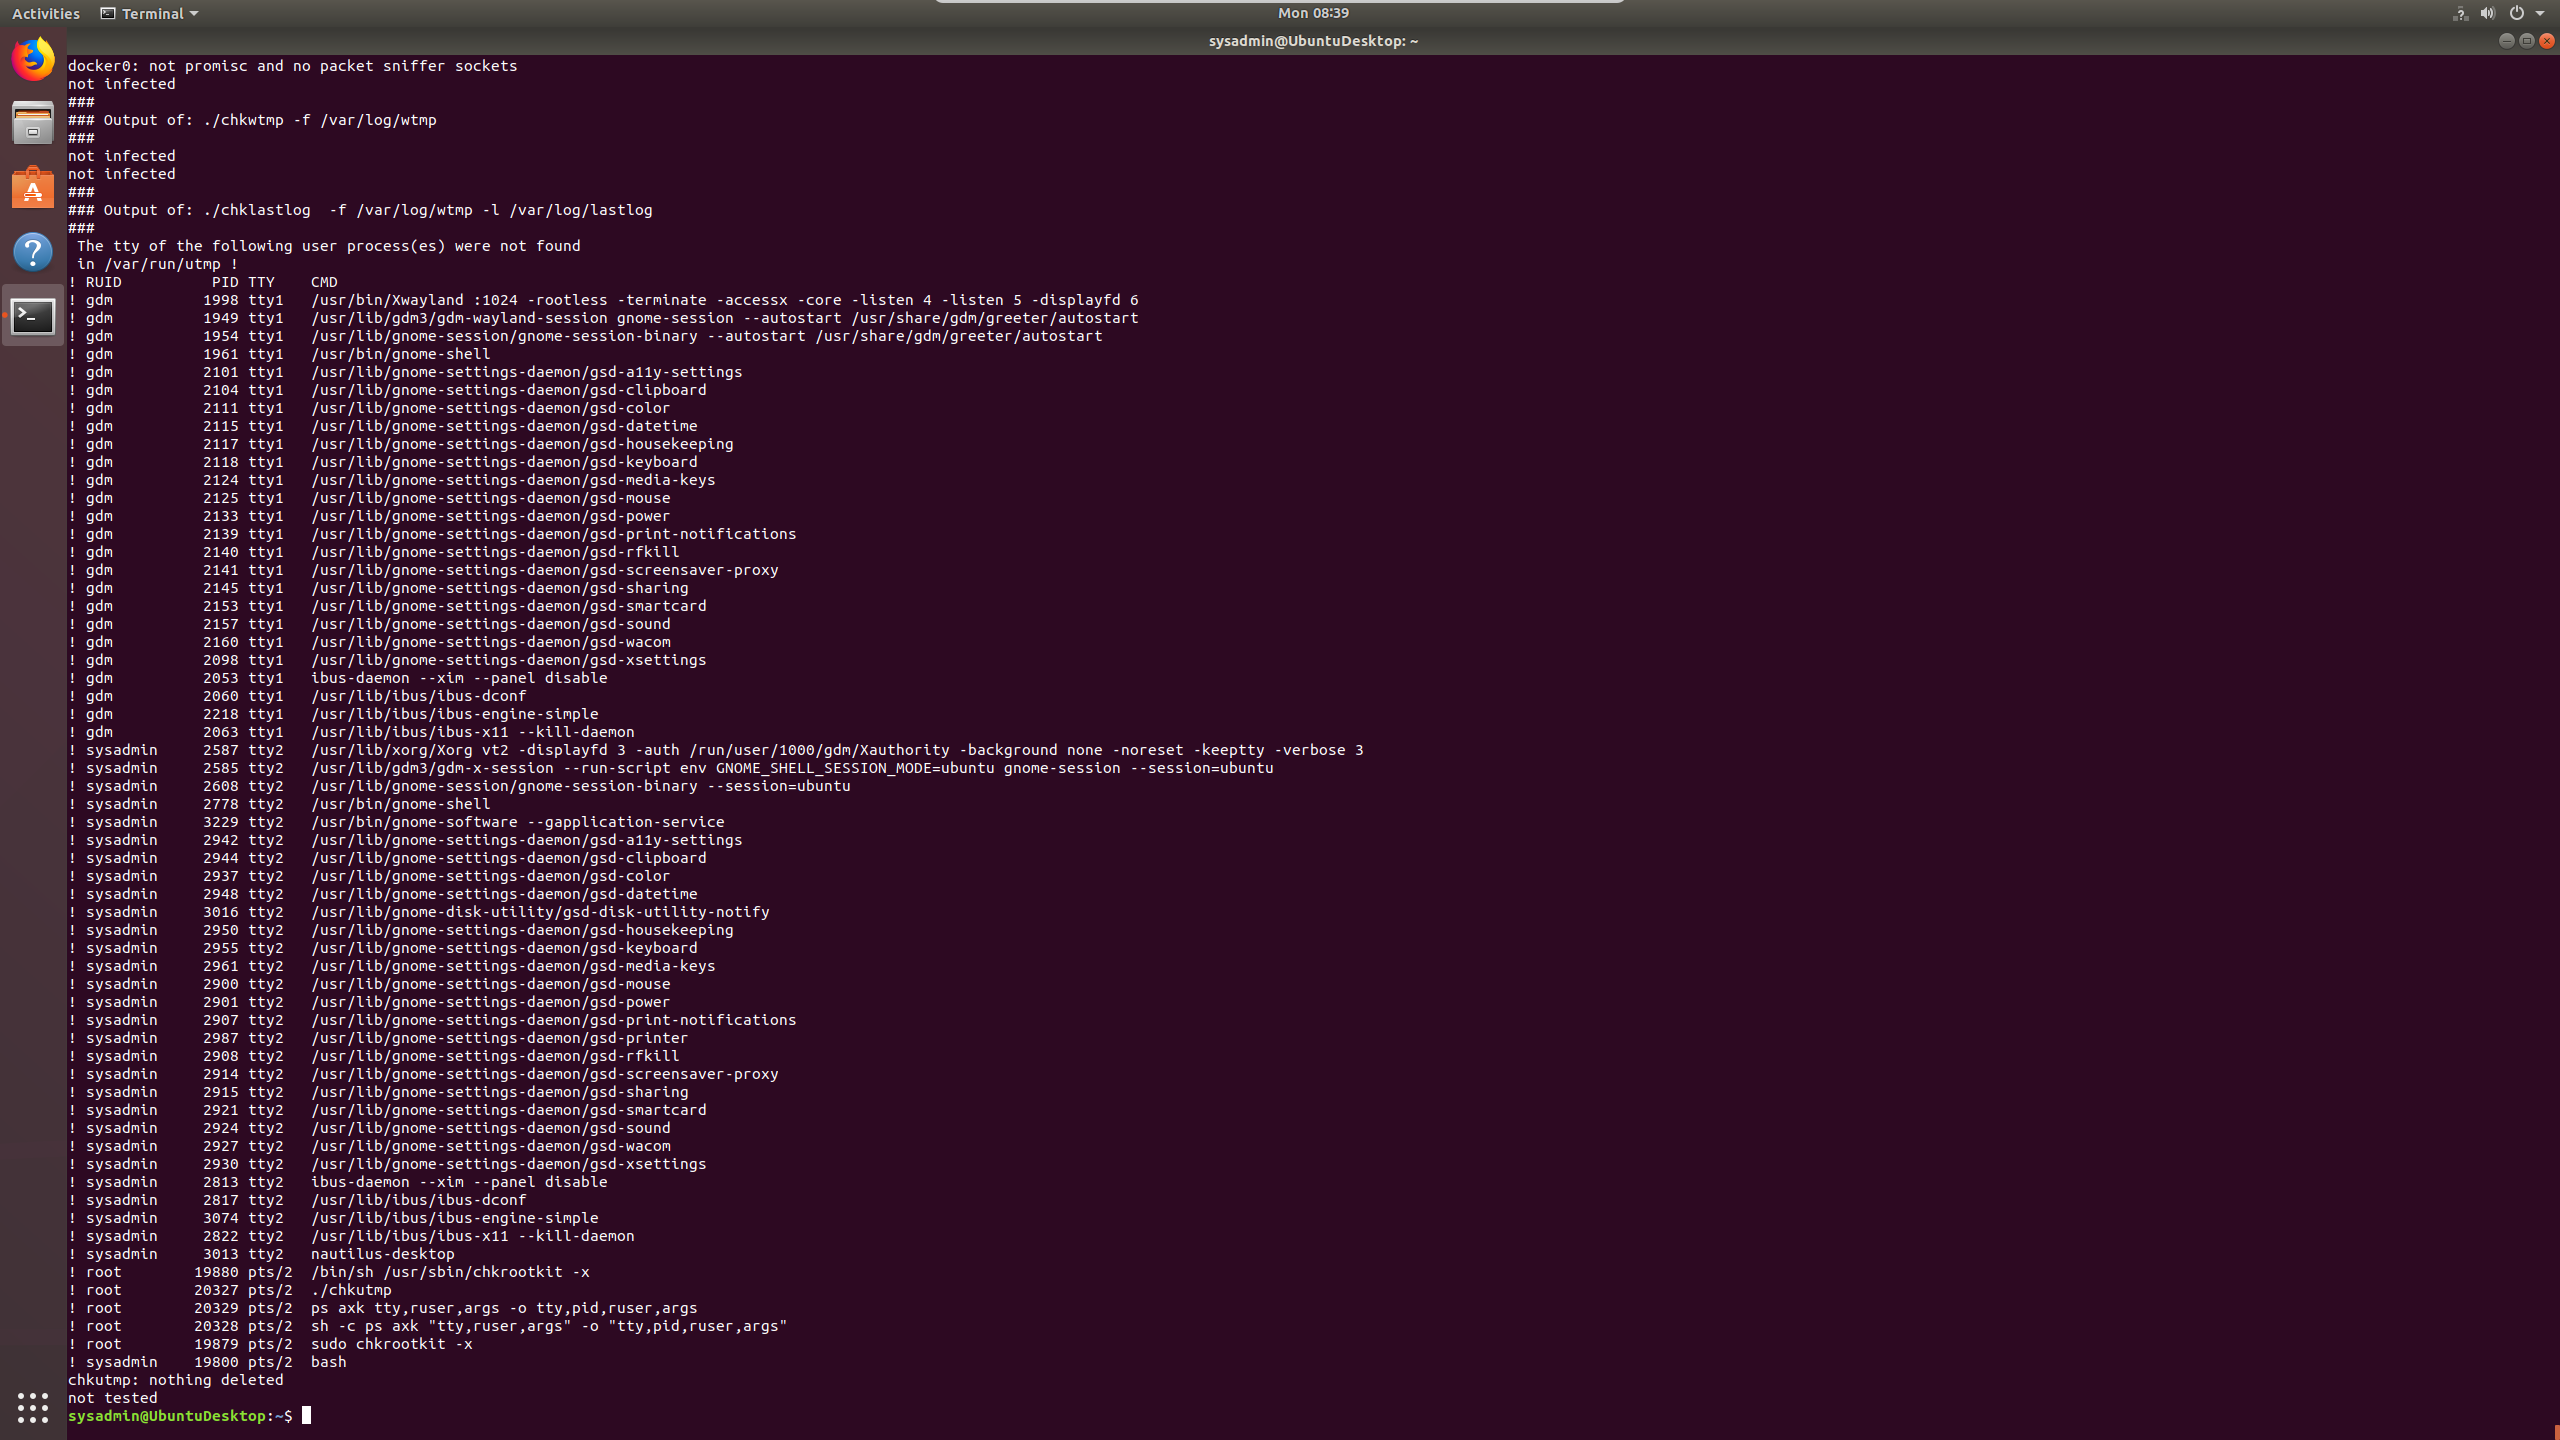 Activities
Terminal
Mon 08:39
sysadmin@UbuntuDesktop: ~
docker0: not promisc and no packet sniffer sockets
not infected
###
### Output of: ./chkwtmp -f /var/log/wtmp
###
not infected
not infected
###
### Output of: ./chklastlog  -f /var/log/wtmp -l /var/log/lastlog
###
 The tty of the following user process(es) were not found
 in /var/run/utmp !
! RUID          PID TTY    CMD
! gdm          1998 tty1   /usr/bin/Xwayland :1024 -rootless -terminate -accessx -core -listen 4 -listen 5 -displayfd 6
! gdm          1949 tty1   /usr/lib/gdm3/gdm-wayland-session gnome-session --autostart /usr/share/gdm/greeter/autostart
! gdm          1954 tty1   /usr/lib/gnome-session/gnome-session-binary --autostart /usr/share/gdm/greeter/autostart
! gdm          1961 tty1   /usr/bin/gnome-shell
! gdm          2101 tty1   /usr/lib/gnome-settings-daemon/gsd-a11y-settings
! gdm          2104 tty1   /usr/lib/gnome-settings-daemon/gsd-clipboard
! gdm          2111 tty1   /usr/lib/gnome-settings-daemon/gsd-color
! gdm          2115 tty1   /usr/lib/gnome-settings-daemon/gsd-datetime
! gdm          2117 tty1   /usr/lib/gnome-settings-daemon/gsd-housekeeping
! gdm          2118 tty1   /usr/lib/gnome-settings-daemon/gsd-keyboard
! gdm          2124 tty1   /usr/lib/gnome-settings-daemon/gsd-media-keys
! gdm          2125 tty1   /usr/lib/gnome-settings-daemon/gsd-mouse
! gdm          2133 tty1   /usr/lib/gnome-settings-daemon/gsd-power
! gdm          2139 tty1   /usr/lib/gnome-settings-daemon/gsd-print-notifications
! gdm          2140 tty1   /usr/lib/gnome-settings-daemon/gsd-rfkill
! gdm          2141 tty1   /usr/lib/gnome-settings-daemon/gsd-screensaver-proxy
! gdm          2145 tty1   /usr/lib/gnome-settings-daemon/gsd-sharing
! gdm          2153 tty1   /usr/lib/gnome-settings-daemon/gsd-smartcard
! gdm          2157 tty1   /usr/lib/gnome-settings-daemon/gsd-sound
! gdm          2160 tty1   /usr/lib/gnome-settings-daemon/gsd-wacom
! gdm          2098 tty1   /usr/lib/gnome-settings-daemon/gsd-xsettings
! gdm          2053 tty1   ibus-daemon --xim --panel disable
! gdm          2060 tty1   /usr/lib/ibus/ibus-dconf
! gdm          2218 tty1   /usr/lib/ibus/ibus-engine-simple
! gdm          2063 tty1   /usr/lib/ibus/ibus-x11 --kill-daemon
! sysadmin     2587 tty2   /usr/lib/xorg/Xorg vt2 -displayfd 3 -auth /run/user/1000/gdm/Xauthority -background none -noreset -keeptty -verbose 3
! sysadmin     2585 tty2   /usr/lib/gdm3/gdm-x-session --run-script env GNOME_SHELL_SESSION_MODE=ubuntu gnome-session --session=ubuntu
! sysadmin     2608 tty2   /usr/lib/gnome-session/gnome-session-binary --session=ubuntu
! sysadmin     2778 tty2   /usr/bin/gnome-shell
! sysadmin     3229 tty2   /usr/bin/gnome-software --gapplication-service
! sysadmin     2942 tty2   /usr/lib/gnome-settings-daemon/gsd-a11y-settings
! sysadmin     2944 tty2   /usr/lib/gnome-settings-daemon/gsd-clipboard
! sysadmin     2937 tty2   /usr/lib/gnome-settings-daemon/gsd-color
! sysadmin     2948 tty2   /usr/lib/gnome-settings-daemon/gsd-datetime
! sysadmin     3016 tty2   /usr/lib/gnome-disk-utility/gsd-disk-utility-notify
! sysadmin     2950 tty2   /usr/lib/gnome-settings-daemon/gsd-housekeeping
! sysadmin     2955 tty2   /usr/lib/gnome-settings-daemon/gsd-keyboard
! sysadmin     2961 tty2   /usr/lib/gnome-settings-daemon/gsd-media-keys
! sysadmin     2900 tty2   /usr/lib/gnome-settings-daemon/gsd-mouse
! sysadmin     2901 tty2   /usr/lib/gnome-settings-daemon/gsd-power
! sysadmin     2907 tty2   /usr/lib/gnome-settings-daemon/gsd-print-notifications
! sysadmin     2987 tty2   /usr/lib/gnome-settings-daemon/gsd-printer
! sysadmin     2908 tty2   /usr/lib/gnome-settings-daemon/gsd-rfkill
! sysadmin     2914 tty2   /usr/lib/gnome-settings-daemon/gsd-screensaver-proxy
! sysadmin     2915 tty2   /usr/lib/gnome-settings-daemon/gsd-sharing
! sysadmin     2921 tty2   /usr/lib/gnome-settings-daemon/gsd-smartcard
! sysadmin     2924 tty2   /usr/lib/gnome-settings-daemon/gsd-sound
! sysadmin     2927 tty2   /usr/lib/gnome-settings-daemon/gsd-wacom
! sysadmin     2930 tty2   /usr/lib/gnome-settings-daemon/gsd-xsettings
! sysadmin     2813 tty2   ibus-daemon --xim --panel disable
! sysadmin     2817 tty2   /usr/lib/ibus/ibus-dconf
! sysadmin     3074 tty2   /usr/lib/ibus/ibus-engine-simple
! sysadmin     2822 tty2   /usr/lib/ibus/ibus-x11 --kill-daemon
! sysadmin     3013 tty2   nautilus-desktop
! root        19880 pts/2  /bin/sh /usr/sbin/chkrootkit -x
! root        20327 pts/2  ./chkutmp
! root        20329 pts/2  ps axk tty,ruser,args -o tty,pid,ruser,args
! root        20328 pts/2  sh -c ps axk "tty,ruser,args" -o "tty,pid,ruser,args"
! root        19879 pts/2  sudo chkrootkit -x
! sysadmin    19800 pts/2  bash
chkutmp: nothing deleted
not tested
sysadmin@UbuntuDesktop:~$